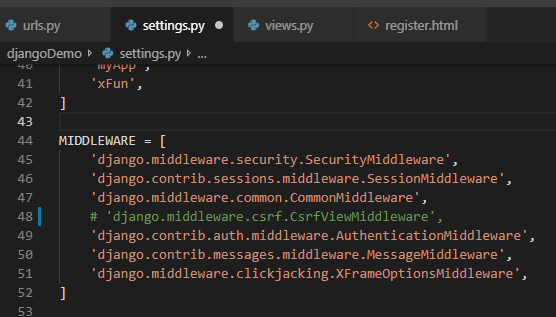 urls.py settings.py views.py register.html
djangoDemo > settings.py > ...
40 'myApp',
41 'xFun',
42 ]
43
44 MIDDLEWARE = [
45 'django.middleware.security.SecurityMiddleware',
46 'django.contrib.sessions.middleware.SessionMiddleware',
47 'django.middleware.common.CommonMiddleware',
48 # 'django.middleware.csrf.CsrfViewMiddleware',
49 'django.contrib.auth.middleware.AuthenticationMiddleware',
50 'django.contrib.messages.middleware.MessageMiddleware',
51 'django.middleware.clickjacking.XFrameOptionsMiddleware',
52 ]
53